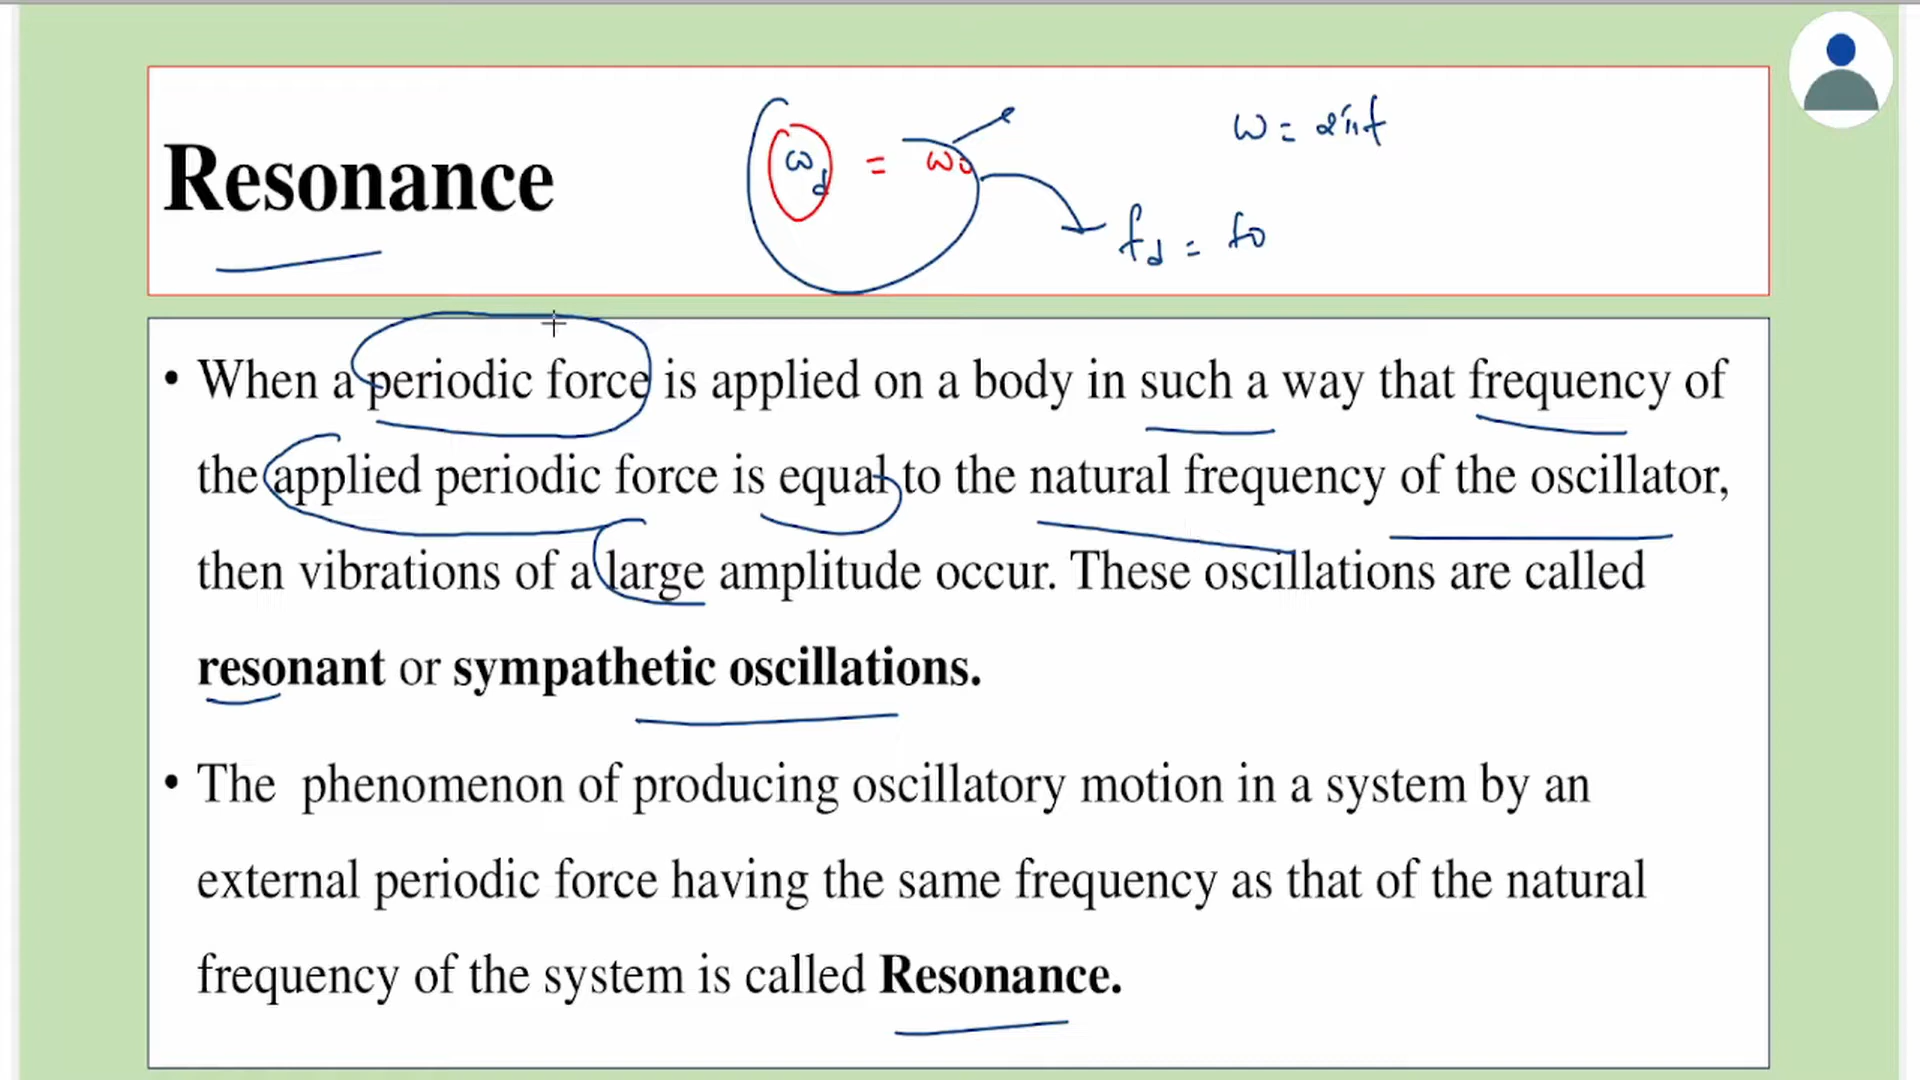 Resonance
ω_d = ω₀
ω = 2πf
f_d = f₀
• When a periodic force is applied on a body in such a way that frequency of
the applied periodic force is equal to the natural frequency of the oscillator,
then vibrations of a large amplitude occur. These oscillations are called
resonant or sympathetic oscillations.
• The phenomenon of producing oscillatory motion in a system by an
external periodic force having the same frequency as that of the natural
frequency of the system is called Resonance.